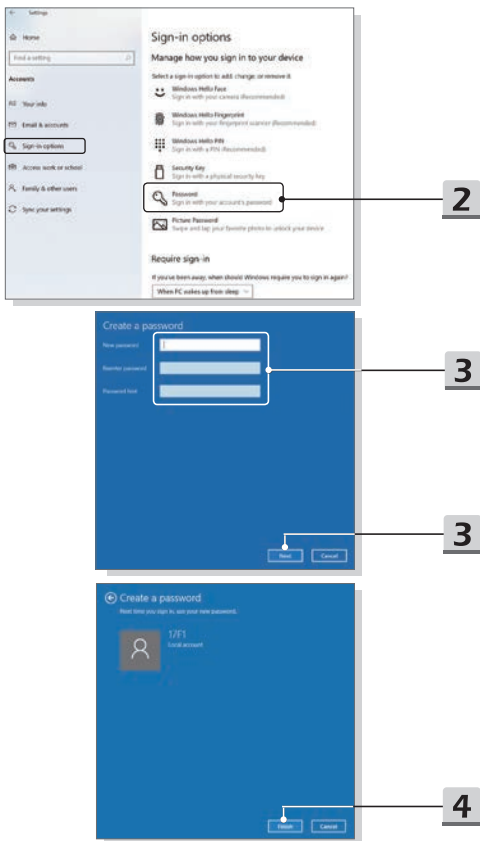 Settings
Home
Find a setting
Accounts
Your info
Email & accounts
Sign-in options
Access work or school
Family & other users
Sync your settings
Sign-in options
Manage how you sign in to your device
Select a sign-in option to add, change, or remove it.
Windows Hello Face
Sign in with your camera (Recommended)
Windows Hello Fingerprint
Sign in with your fingerprint scanner (Recommended)
Windows Hello PIN
Sign in with a PIN (Recommended)
Security Key
Sign in with a physical security key
Password
Sign in with your account's password
Picture Password
Swipe and tap your favorite photo to unlock your device
Require sign-in
If you've been away, when should Windows require you to sign in again?
When PC wakes up from sleep
2
Create a password
New password
Reenter password
Password hint
3
Next
Cancel
3
Create a password
Next time you sign in, use your new password.
17F1
Local account
Finish
Cancel
4